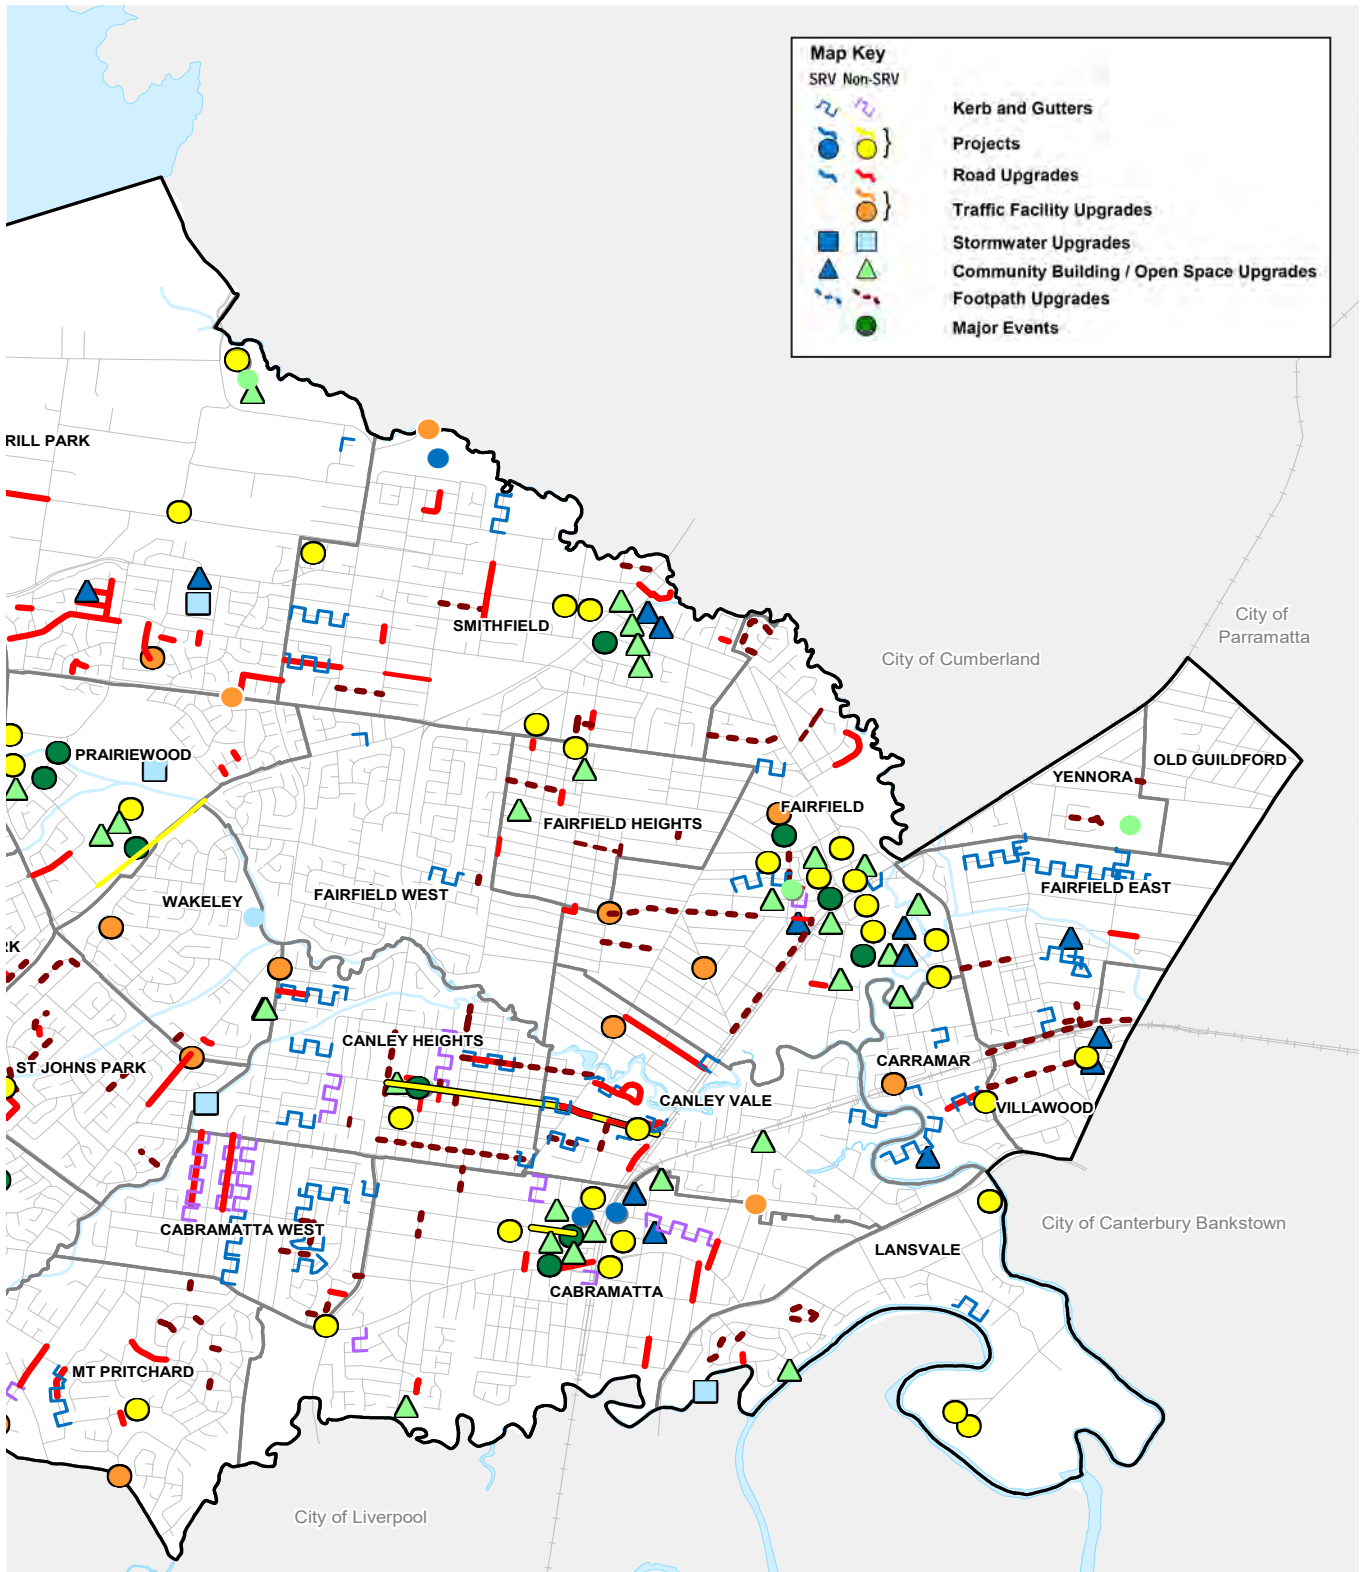 Map Key
SRV Non-SRV
Kerb and Gutters
Projects
Road Upgrades
Traffic Facility Upgrades
Stormwater Upgrades
Community Building / Open Space Upgrades
Footpath Upgrades
Major Events
RILL PARK
SMITHFIELD
City of
Parramatta
City of Cumberland
PRAIRIEWOOD
OLD GUILDFORD
YENNORA
FAIRFIELD
FAIRFIELD HEIGHTS
FAIRFIELD EAST
FAIRFIELD WEST
WAKELEY
RK
CANLEY HEIGHTS
CARRAMAR
ST JOHNS PARK
CANLEY VALE
VILLAWOOD
CABRAMATTA WEST
City of Canterbury Bankstown
LANSVALE
CABRAMATTA
MT PRITCHARD
City of Liverpool